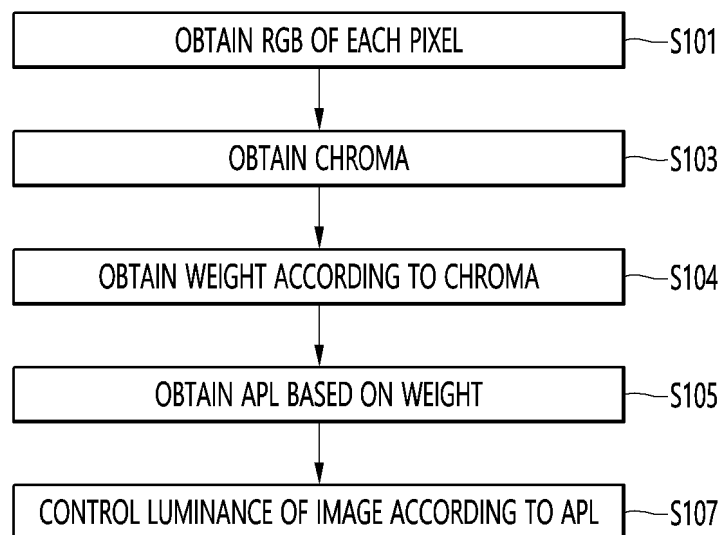 OBTAIN RGB OF EACH PIXEL S101
OBTAIN CHROMA S103
OBTAIN WEIGHT ACCORDING TO CHROMA S104
OBTAIN APL BASED ON WEIGHT S105
CONTROL LUMINANCE OF IMAGE ACCORDING TO APL S107